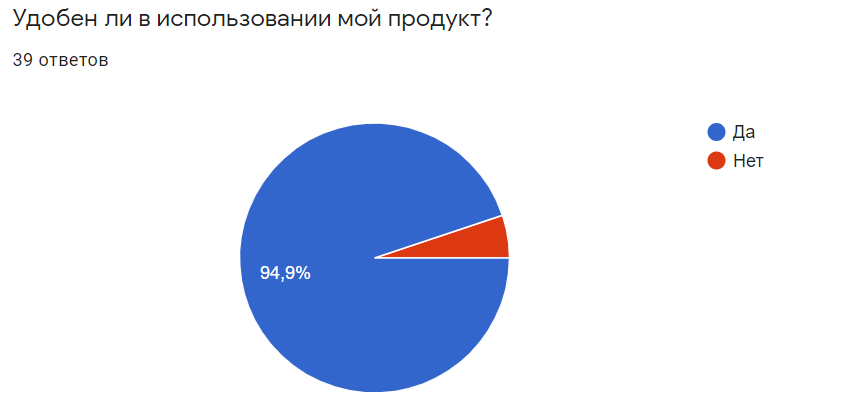 Удобен ли в использовании мой продукт?
39 ответов
Да
Нет
94,9%